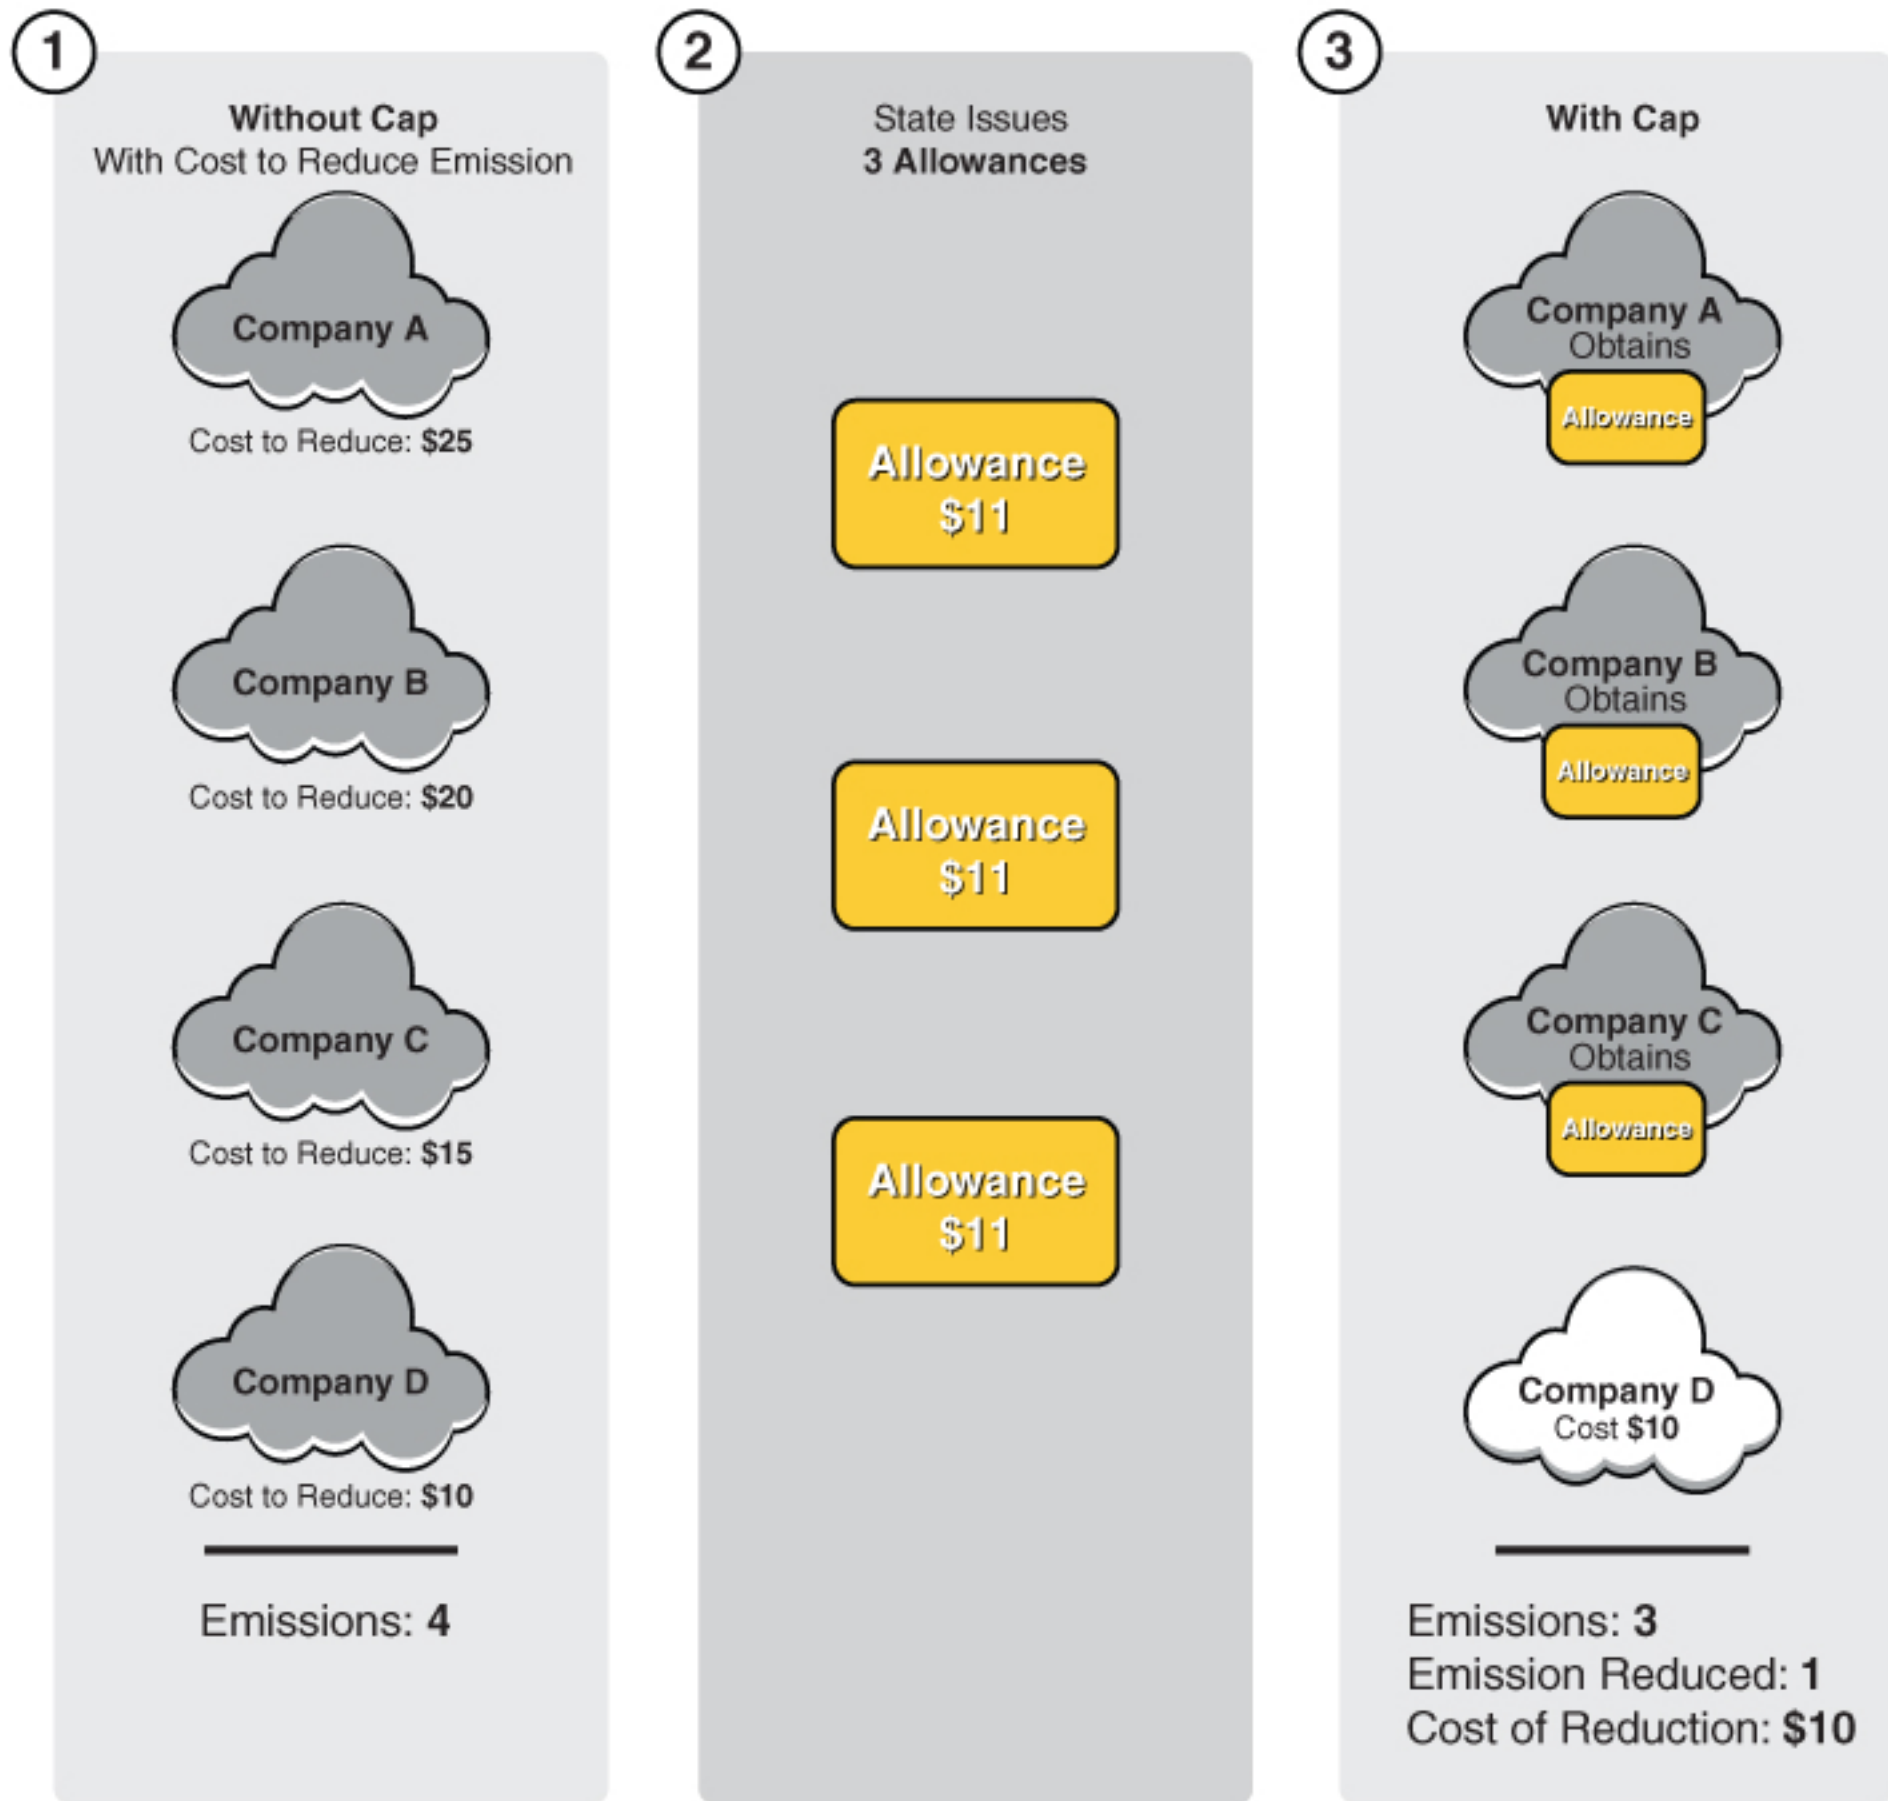 1
Without Cap
With Cost to Reduce Emission
Company A
Cost to Reduce: $25
Company B
Cost to Reduce: $20
Company C
Cost to Reduce: $15
Company D
Cost to Reduce: $10
Emissions: 4
2
State Issues
3 Allowances
Allowance
$11
Allowance
$11
Allowance
$11
3
With Cap
Company A
Obtains
Allowance
Company B
Obtains
Allowance
Company C
Obtains
Allowance
Company D
Cost $10
Emissions: 3
Emission Reduced: 1
Cost of Reduction: $10